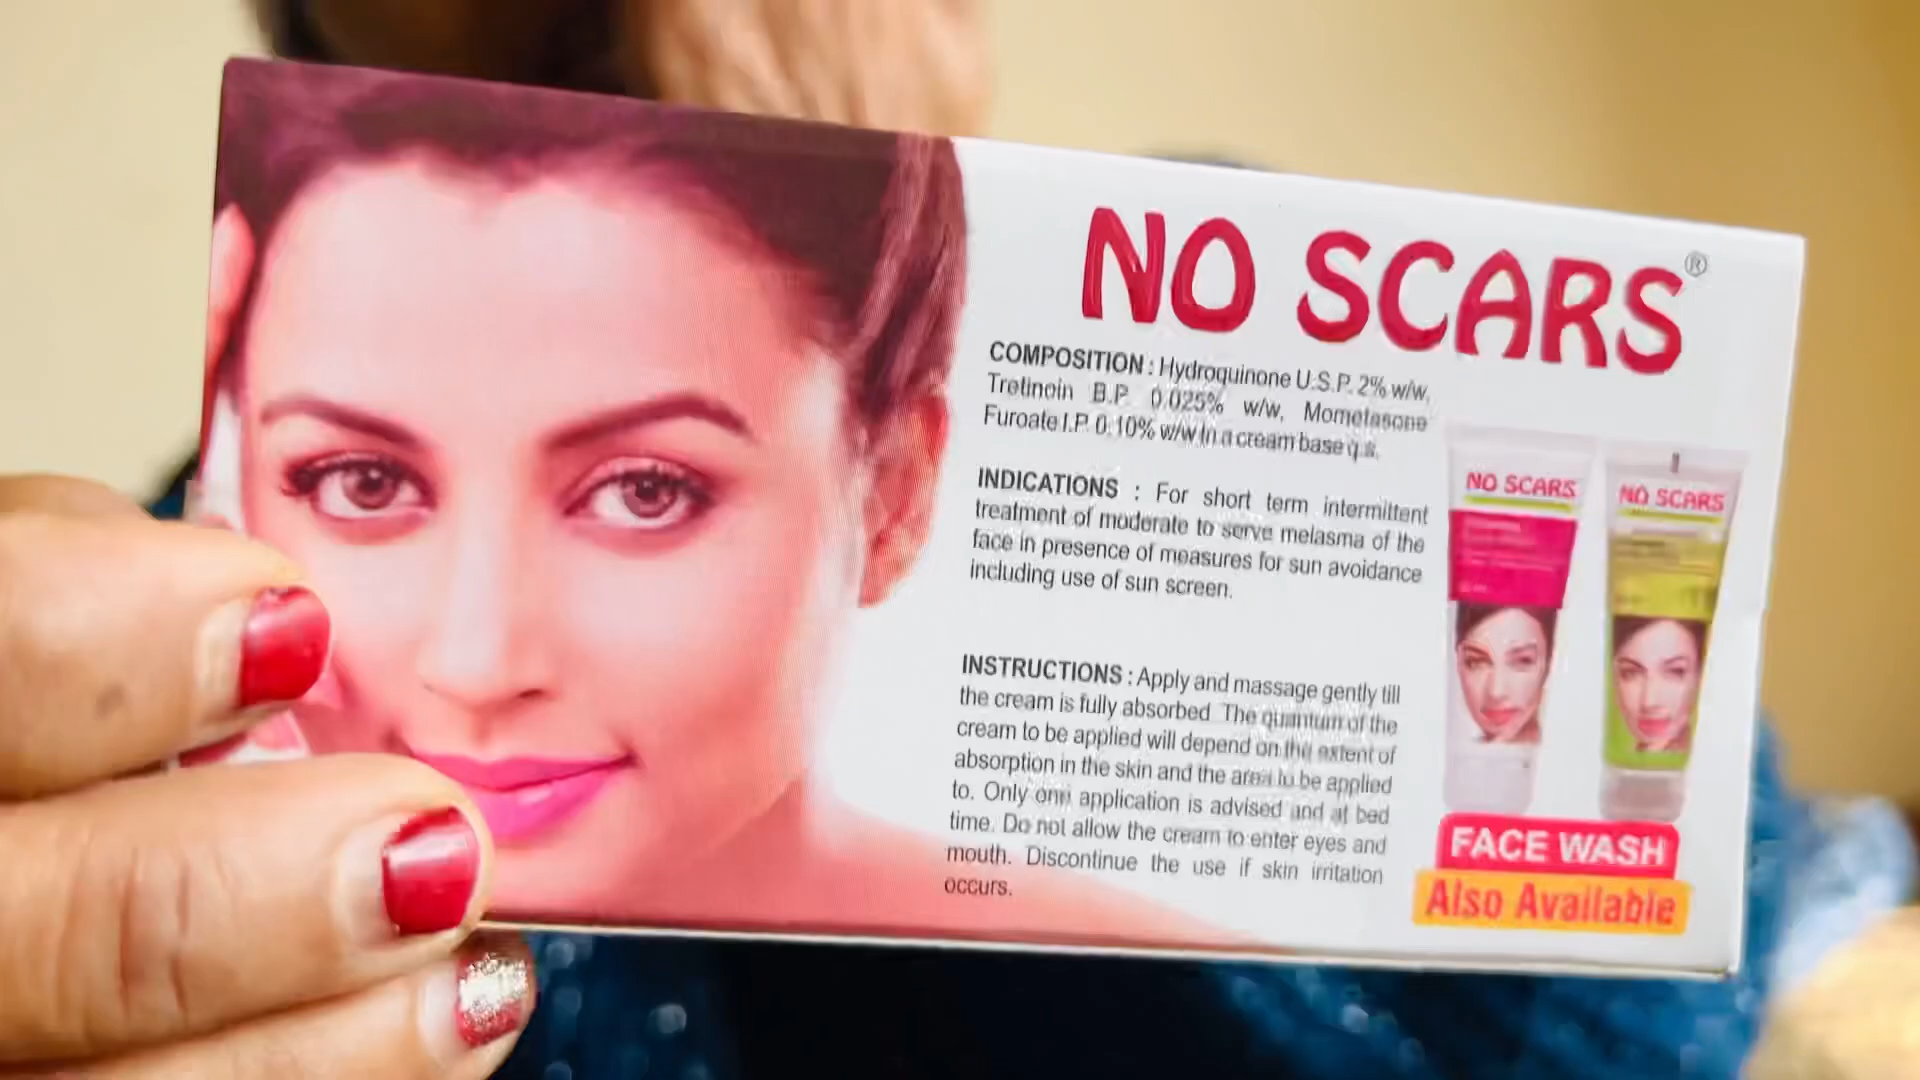 NO SCARS®
COMPOSITION : Hydroquinone U.S.P. 2% w/w,
Tretinoin B.P. 0.025% w/w, Mometasone
Furoate I.P. 0.10% w/w in a cream base q.s.
INDICATIONS : For short term intermittent
treatment of moderate to serve melasma of the
face in presence of measures for sun avoidance
including use of sun screen.
INSTRUCTIONS : Apply and massage gently till
the cream is fully absorbed The quantum of the
cream to be applied will depend on the extent of
absorption in the skin and the area to be applied
to. Only one application is advised and at bed
time. Do not allow the cream to enter eyes and
mouth. Discontinue the use if skin irritation
occurs.
NO SCARS
NO SCARS
FACE WASH
Also Available